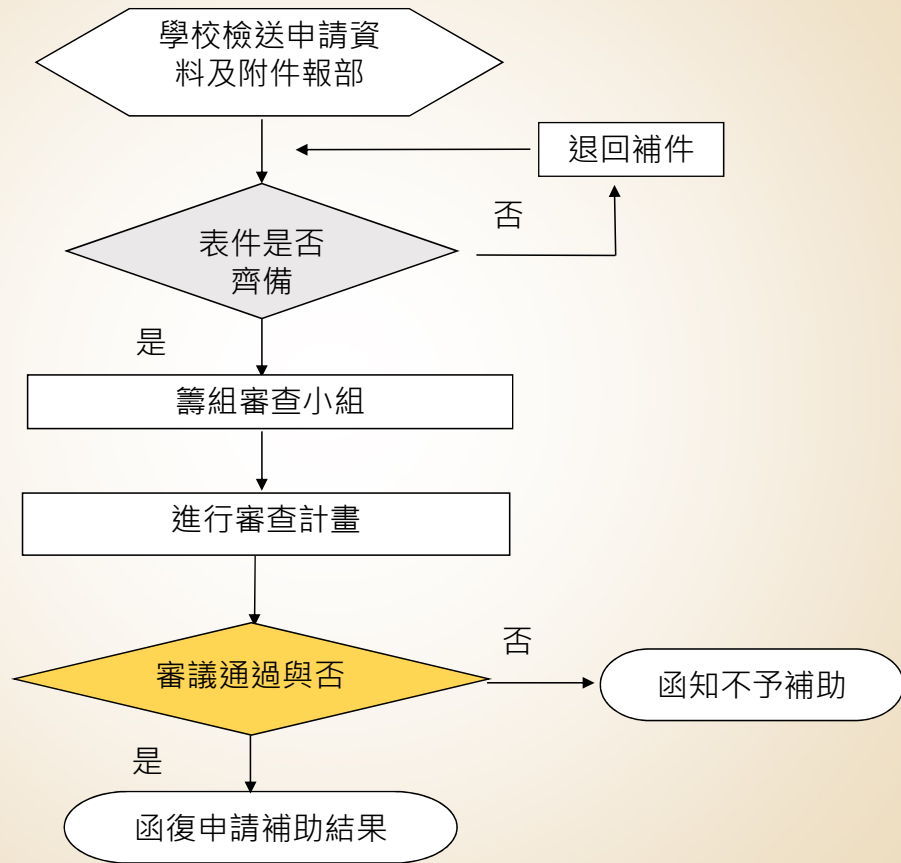 學校檢送申請資
料及附件報部
退回補件
否
表件是否
齊備
是
籌組審查小組
進行審查計畫
否
審議通過與否
函知不予補助
是
函復申請補助結果